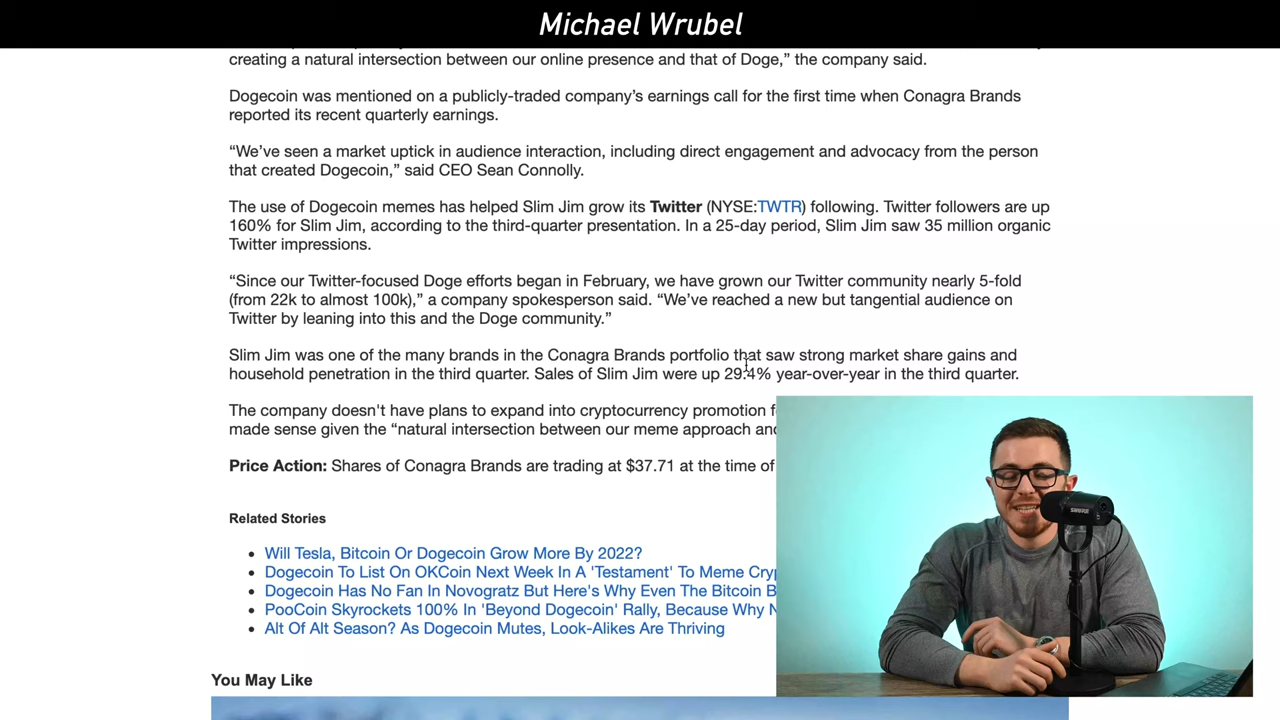 Michael Wrubel
creating a natural intersection between our online presence and that of Doge,” the company said.
Dogecoin was mentioned on a publicly-traded company’s earnings call for the first time when Conagra Brands
reported its recent quarterly earnings.
“We’ve seen a market uptick in audience interaction, including direct engagement and advocacy from the person
that created Dogecoin,” said CEO Sean Connolly.
The use of Dogecoin memes has helped Slim Jim grow its Twitter (NYSE:TWTR) following. Twitter followers are up
160% for Slim Jim, according to the third-quarter presentation. In a 25-day period, Slim Jim saw 35 million organic
Twitter impressions.
“Since our Twitter-focused Doge efforts began in February, we have grown our Twitter community nearly 5-fold
(from 22k to almost 100k),” a company spokesperson said. “We’ve reached a new but tangential audience on
Twitter by leaning into this and the Doge community.”
Slim Jim was one of the many brands in the Conagra Brands portfolio that saw strong market share gains and
household penetration in the third quarter. Sales of Slim Jim were up 29.4% year-over-year in the third quarter.
The company doesn't have plans to expand into cryptocurrency promotion
made sense given the “natural intersection between our meme approach
Price Action: Shares of Conagra Brands are trading at $37.71 at the time of
Related Stories
• Will Tesla, Bitcoin Or Dogecoin Grow More By 2022?
• Dogecoin To List On OKCoin Next Week In A 'Testament' To Meme
• Dogecoin Has No Fan In Novogratz But Here's Why Even The Bitcoin
• PooCoin Skyrockets 100% In 'Beyond Dogecoin' Rally, Because Why
• Alt Of Alt Season? As Dogecoin Mutes, Look-Alikes Are Thriving
You May Like
SHURE